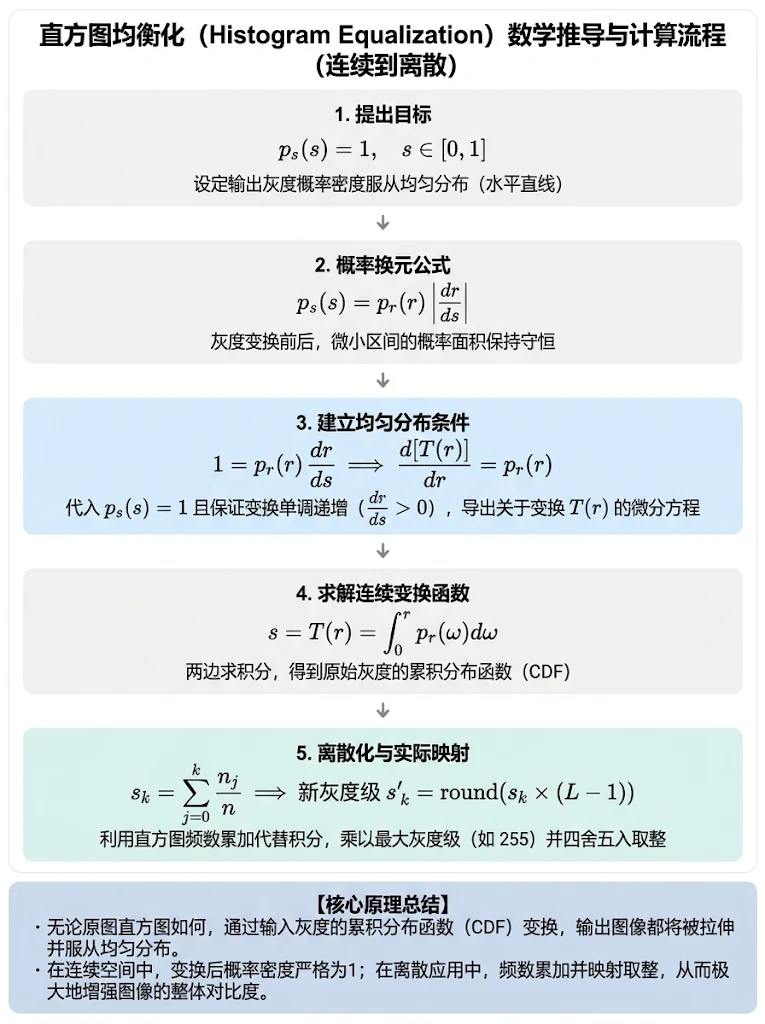 直方图均衡化（Histogram Equalization）数学推导与计算流程
（连续到离散）
1. 提出目标
p_s(s) = 1, s ∈ [0, 1]
设定输出灰度概率密度服从均匀分布（水平直线）
↓
2. 概率换元公式
p_s(s) = p_r(r) |dr/ds|
灰度变换前后，微小区间的概率面积保持守恒
↓
3. 建立均匀分布条件
1 = p_r(r) dr/ds ⟹ d[T(r)]/dr = p_r(r)
代入 p_s(s) = 1 且保证变换单调递增（dr/ds > 0），导出关于变换 T(r) 的微分方程
↓
4. 求解连续变换函数
s = T(r) = ∫_0^r p_r(ω)dω
两边求积分，得到原始灰度的累积分布函数（CDF）
↓
5. 离散化与实际映射
s_k = ∑_{j=0}^{k} n_j/n ⟹ 新灰度级 s'_k = round(s_k × (L − 1))
利用直方图频数累加代替积分，乘以最大灰度级（如 255）并四舍五入取整
【核心原理总结】
· 无论原图直方图如何，通过输入灰度的累积分布函数（CDF）变换，输出图像都将被拉伸
并服从均匀分布。
· 在连续空间中，变换后概率密度严格为1；在离散应用中，频数累加并映射取整，从而极
大地增强图像的整体对比度。